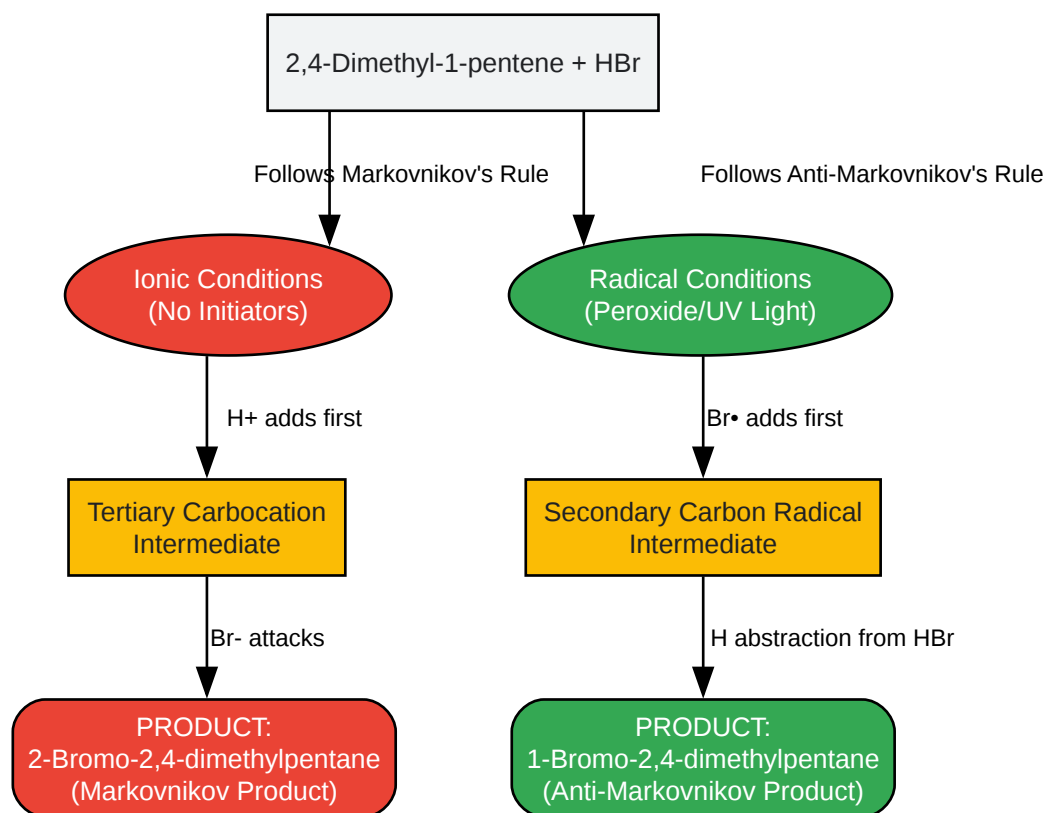 2,4-Dimethyl-1-pentene + HBr
Follows Markovnikov's Rule
Follows Anti-Markovnikov's Rule
Ionic Conditions
(No Initiators)
Radical Conditions
(Peroxide/UV Light)
H+ adds first
Br• adds first
Tertiary Carbocation
Intermediate
Secondary Carbon Radical
Intermediate
Br- attacks
H abstraction from HBr
PRODUCT:
2-Bromo-2,4-dimethylpentane
(Markovnikov Product)
PRODUCT:
1-Bromo-2,4-dimethylpentane
(Anti-Markovnikov Product)